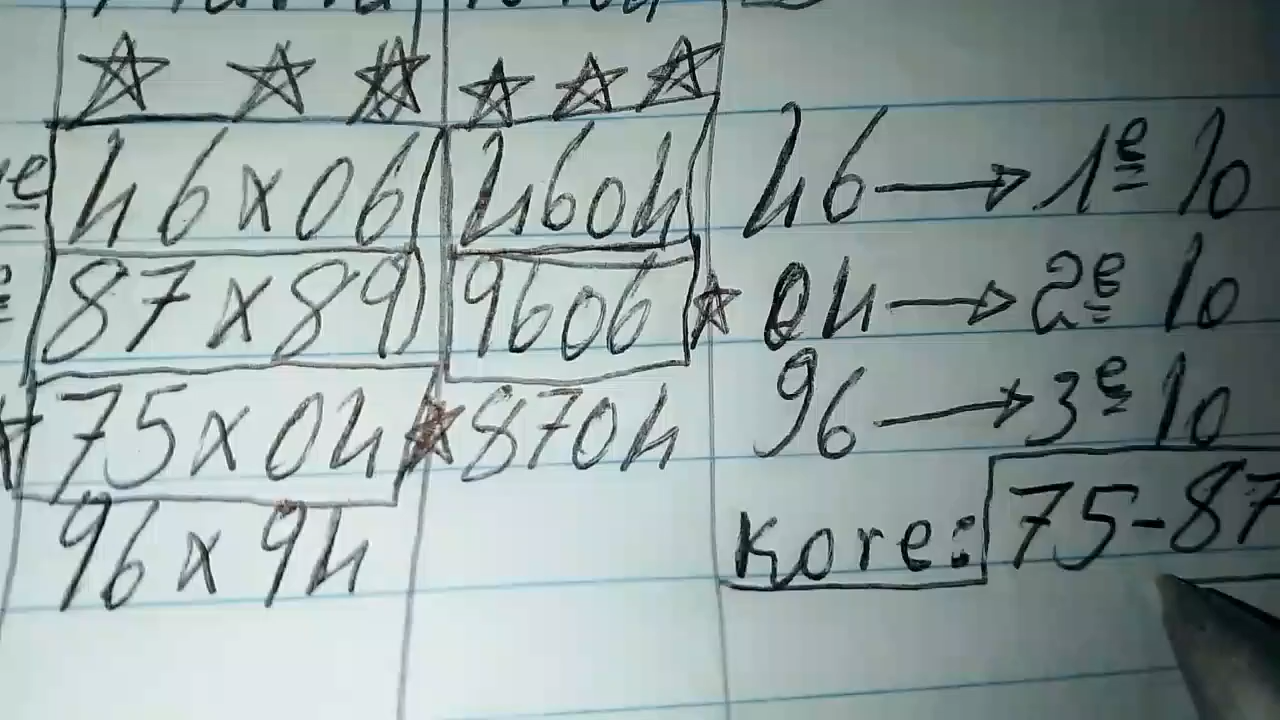 46x06 4604 46 → 1e lo
87x89 9606 04 → 2e lo
75x04 8704 96 → 3e lo
96x94 Kore: 75-87